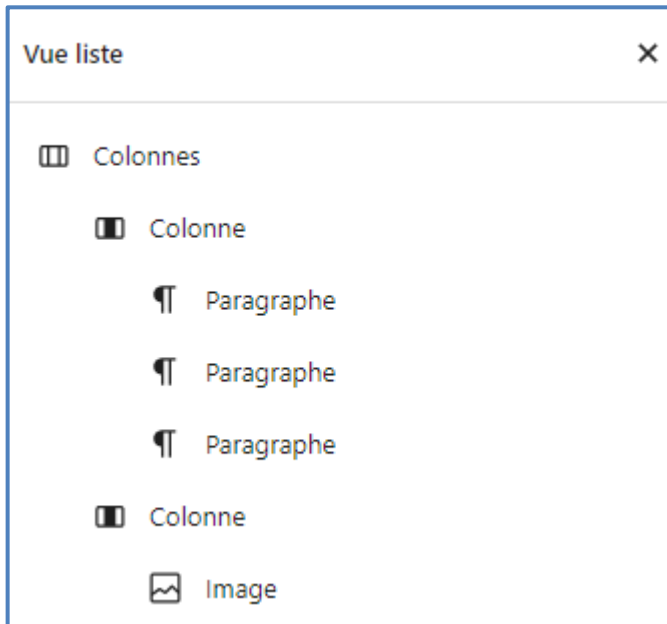 Vue liste
Colonnes
Colonne
Paragraphe
Paragraphe
Paragraphe
Colonne
Image